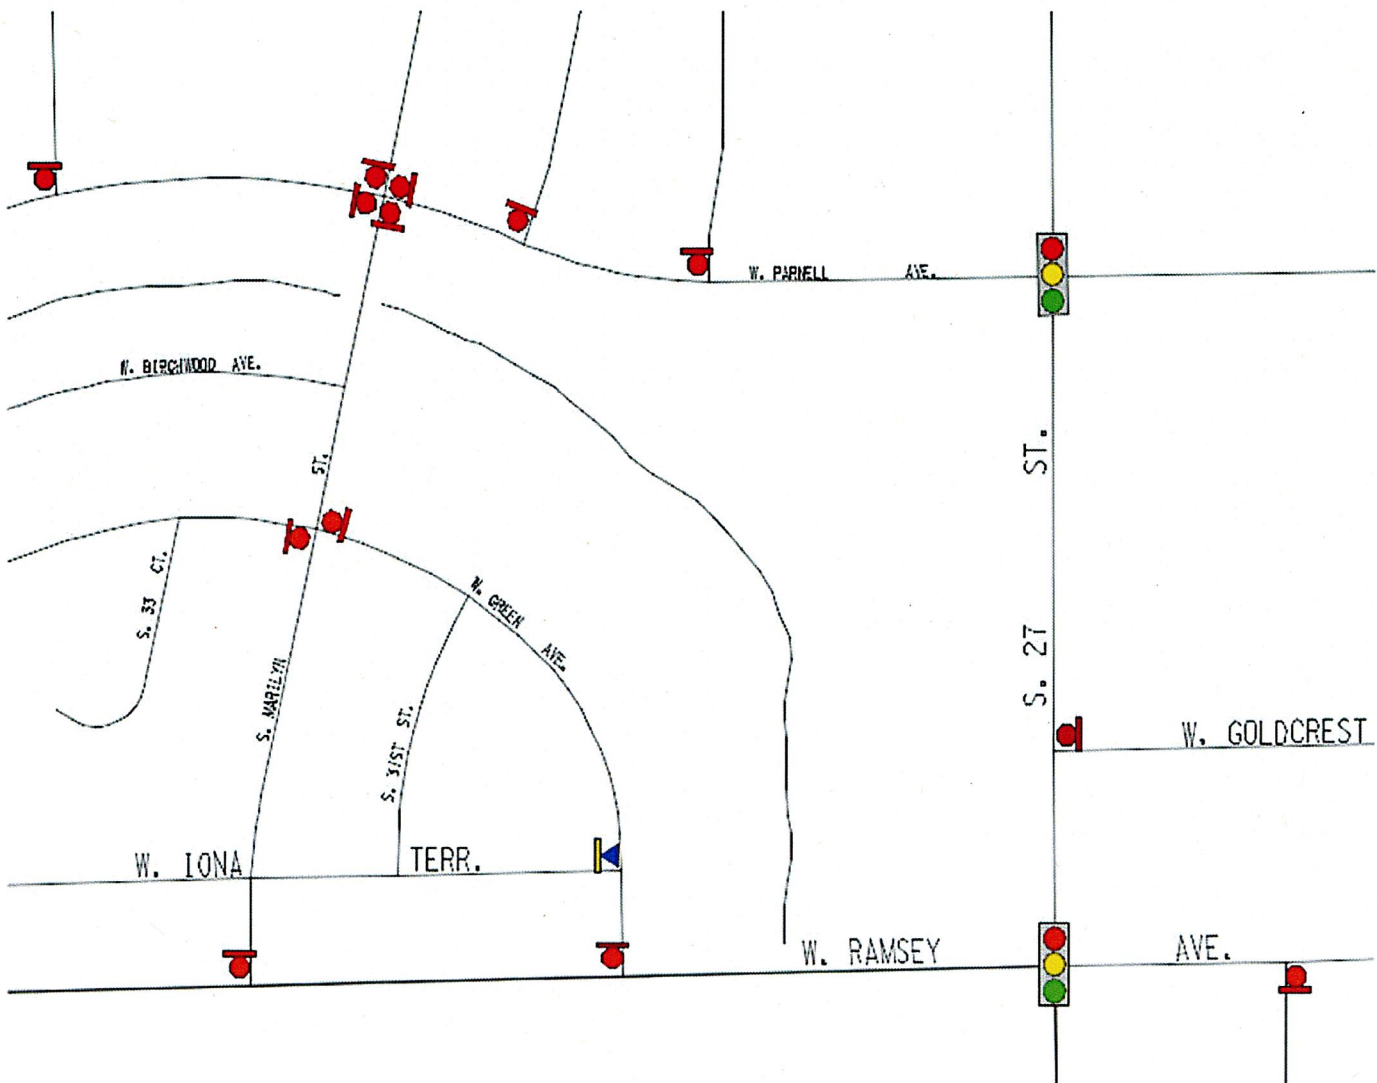 W. PARNELL AVE.
W. BIRCHWOOD AVE.
S. MARILYN ST.
S. 27 ST.
S. 33 CT.
W. GREEN AVE.
S. 31ST ST.
W. GOLDCREST
W. IONA TERR.
W. RAMSEY AVE.